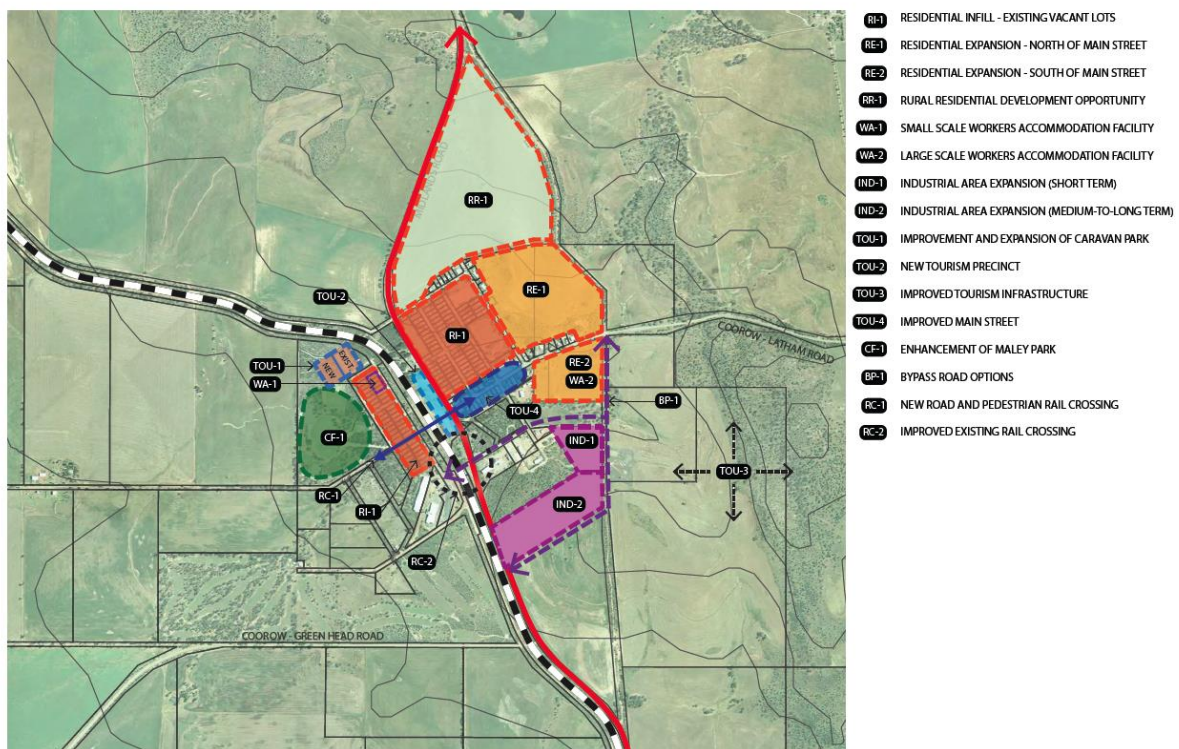 RI-1 RESIDENTIAL INFILL - EXISTING VACANT LOTS
RE-1 RESIDENTIAL EXPANSION - NORTH OF MAIN STREET
RE-2 RESIDENTIAL EXPANSION - SOUTH OF MAIN STREET
RR-1 RURAL RESIDENTIAL DEVELOPMENT OPPORTUNITY
WA-1 SMALL SCALE WORKERS ACCOMMODATION FACILITY
WA-2 LARGE SCALE WORKERS ACCOMMODATION FACILITY
IND-1 INDUSTRIAL AREA EXPANSION (SHORT TERM)
IND-2 INDUSTRIAL AREA EXPANSION (MEDIUM-TO-LONG TERM)
TOU-1 IMPROVEMENT AND EXPANSION OF CARAVAN PARK
TOU-2 NEW TOURISM PRECINCT
TOU-3 IMPROVED TOURISM INFRASTRUCTURE
TOU-4 IMPROVED MAIN STREET
CF-1 ENHANCEMENT OF MALEY PARK
BP-1 BYPASS ROAD OPTIONS
RC-1 NEW ROAD AND PEDESTRIAN RAIL CROSSING
RC-2 IMPROVED EXISTING RAIL CROSSING
RR-1
RE-1
TOU-2
RI-1
COOROW - LATHAM ROAD
EXIST
NEW
TOU-1
WA-1
RE-2
WA-2
TOU-4
BP-1
CF-1
IND-1
TOU-3
RC-1
RI-1
IND-2
RC-2
COOROW - GREEN HEAD ROAD